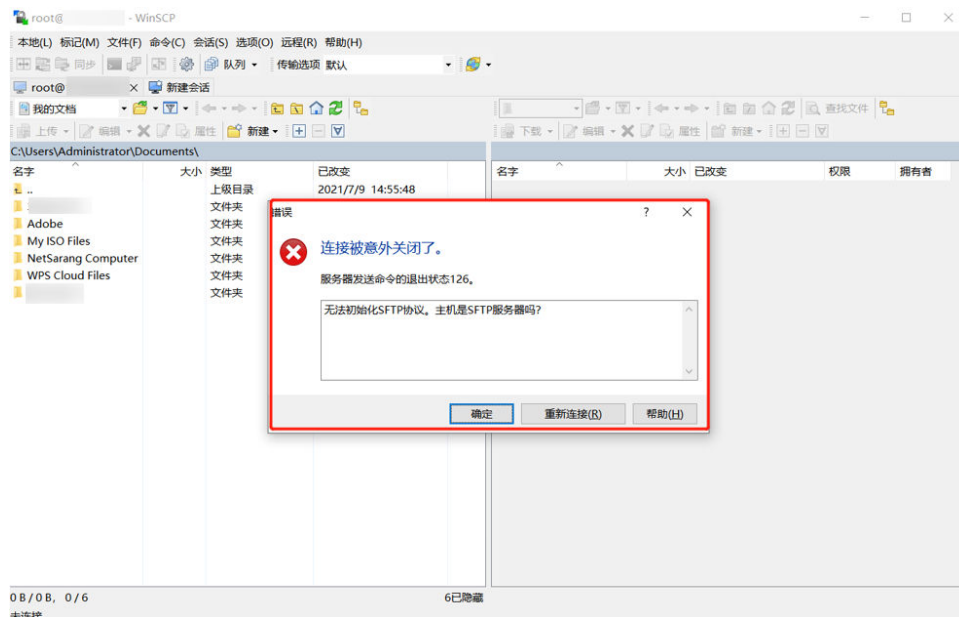 root@ - WinSCP
本地(L) 标记(M) 文件(F) 命令(C) 会话(S) 选项(O) 远程(R) 帮助(H)
同步 队列 传输选项 默认
root@ 新建会话
我的文档 查找文件
上传 编辑 属性 新建 下载 编辑 属性 新建
C:\Users\Administrator\Documents\
名字 大小 类型 已改变 名字 大小 已改变 权限 拥有者
.. 上级目录 2021/7/9 14:55:48
文件夹
Adobe 文件夹
My ISO Files 文件夹
NetSarang Computer 文件夹
WPS Cloud Files 文件夹
文件夹
错误 ?
连接被意外关闭了。
服务器发送命令的退出状态126。
无法初始化SFTP协议。主机是SFTP服务器吗?
确定 重新连接(R) 帮助(H)
0 B / 0 B, 0 / 6 6已隐藏
未连接